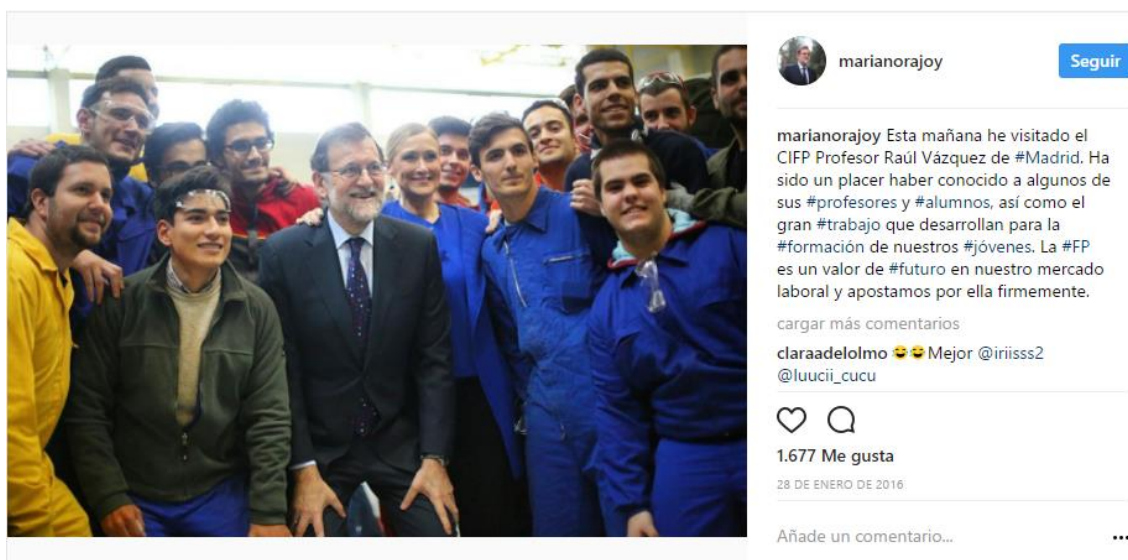 marianorajoy
Seguir
marianorajoy Esta mañana he visitado el
CIFP Profesor Raúl Vázquez de #Madrid. Ha
sido un placer haber conocido a algunos de
sus #profesores y #alumnos, así como el
gran #trabajo que desarrollan para la
#formación de nuestros #jóvenes. La #FP
es un valor de #futuro en nuestro mercado
laboral y apostamos por ella firmemente.
cargar más comentarios
claraadelolmo 😂😂Mejor @iriisss2
@luucii_cucu
1.677 Me gusta
28 DE ENERO DE 2016
Añade un comentario...